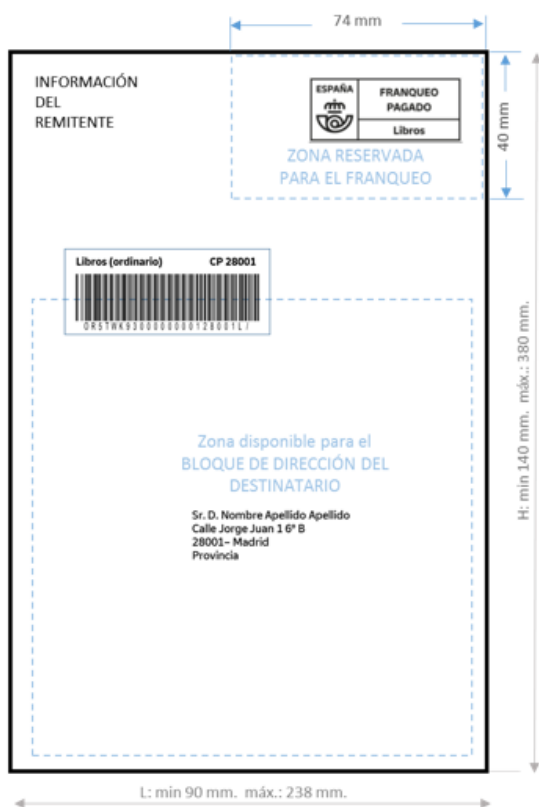 74 mm
INFORMACIÓN
DEL
REMITENTE
ESPAÑA
FRANQUEO
PAGADO
Libros
40 mm
ZONA RESERVADA
PARA EL FRANQUEO
Libros (ordinario) CP 28001
Zona disponible para el
BLOQUE DE DIRECCIÓN DEL
DESTINATARIO
Sr. D. Nombre Apellido Apellido
Calle Jorge Juan 1 6º B
28001– Madrid
Provincia
H: min 140 mm. máx.: 380 mm.
L: min 90 mm. máx.: 238 mm.